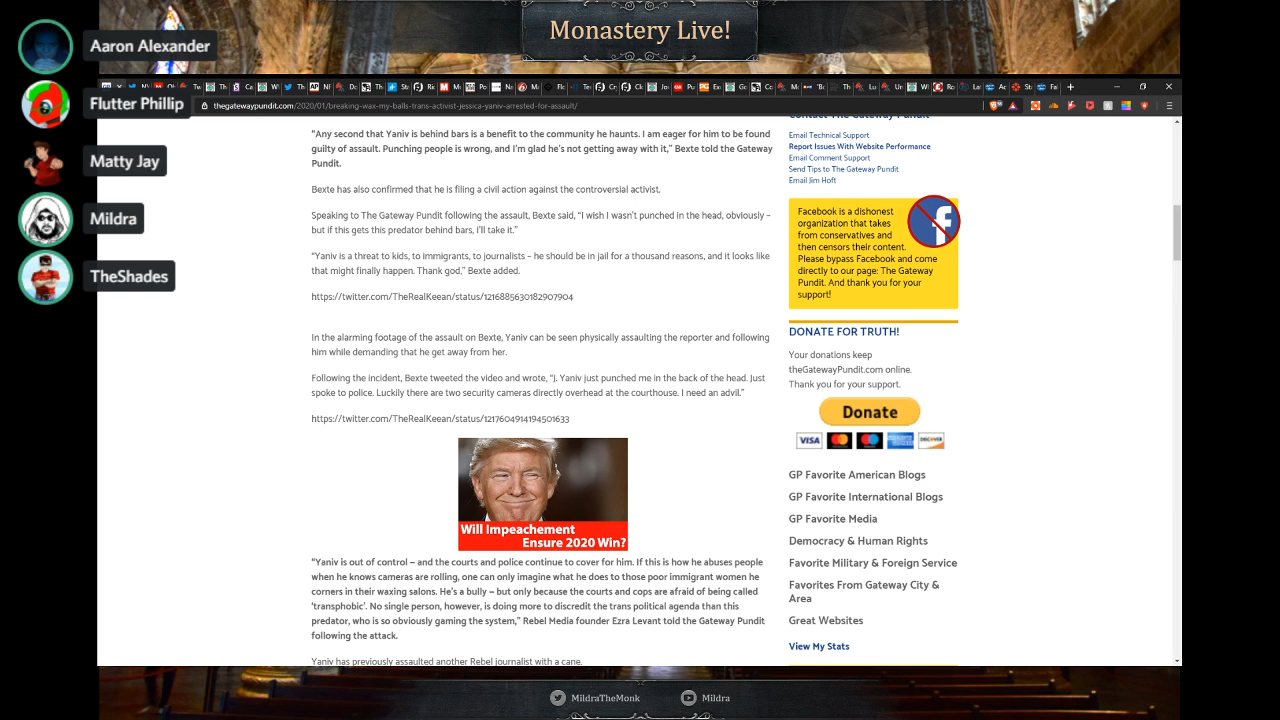 Monastery Live!
Aaron Alexander
Flutter Phillip
Matty Jay
Mildra
TheShades
thegatewaypundit.com/2020/01/breaking-wax-my-balls-trans-activist-jessica-yaniv-arrested-for-assault/
"Any second that Yaniv is behind bars is a benefit to the community he haunts. I am eager for him to be found
guilty of assault. Punching people is wrong, and I'm glad he's not getting away with it," Bexte told the Gateway
Pundit.
Bexte has also confirmed that he is filing a civil action against the controversial activist.
Speaking to The Gateway Pundit following the assault, Bexte said, "I wish I wasn't punched in the head, obviously –
but if this gets this predator behind bars, I'll take it."
"Yaniv is a threat to kids, to immigrants, to journalists – he should be in jail for a thousand reasons, and it looks like
that might finally happen. Thank god," Bexte added.
https://twitter.com/TheRealKeean/status/1216885630182907904
In the alarming footage of the assault on Bexte, Yaniv can be seen physically assaulting the reporter and following
him while demanding that he get away from her.
Following the incident, Bexte tweeted the video and wrote, "J. Yaniv just punched me in the back of the head. Just
spoke to police. Luckily there are two security cameras directly overhead at the courthouse. I need an advil."
https://twitter.com/TheRealKeean/status/1217604914194501633
Will Impeachement
Ensure 2020 Win?
"Yaniv is out of control – and the courts and police continue to cover for him. If this is how he abuses people
when he knows cameras are rolling, one can only imagine what he does to those poor immigrant women he
corners in their waxing salons. He's a bully – but only because the courts and cops are afraid of being called
'transphobic'. No single person, however, is doing more to discredit the trans political agenda than this
predator, who is so obviously gaming the system," Rebel Media founder Ezra Levant told the Gateway Pundit
following the attack.
Yaniv has previously assaulted another Rebel journalist with a cane.
Contact The Gateway Pundit
Email Technical Support
Report Issues With Website Performance
Email Comment Support
Send Tips to The Gateway Pundit
Email Jim Hoft
Facebook is a dishonest
organization that takes
from conservatives and
then censors their content.
Please bypass Facebook and come
directly to our page: The Gateway
Pundit. And thank you for your
support!
DONATE FOR TRUTH!
Your donations keep
theGatewayPundit.com online.
Thank you for your support.
Donate
VISA
DISCOVER
GP Favorite American Blogs
GP Favorite International Blogs
GP Favorite Media
Democracy & Human Rights
Favorite Military & Foreign Service
Favorites From Gateway City &
Area
Great Websites
View My Stats
MildraTheMonk
Mildra